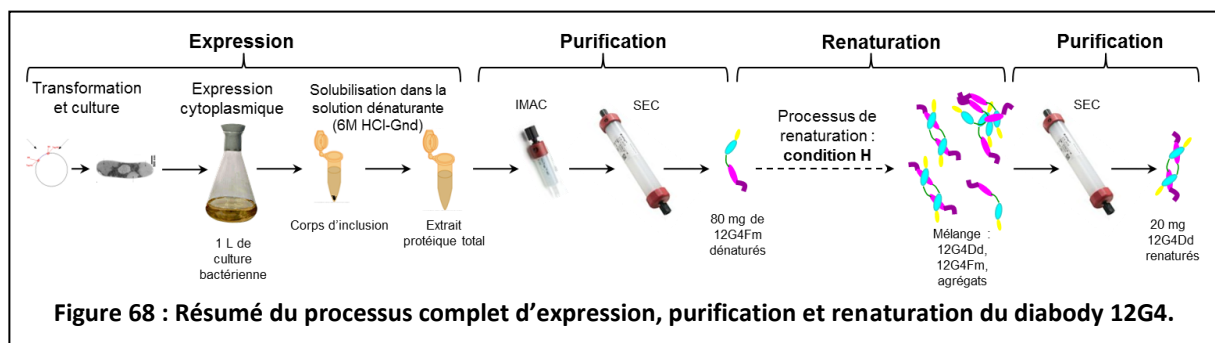 Expression
Purification
Renaturation
Purification
Transformation
et culture
Expression
cytoplasmique
Solubilisation dans la
solution dénaturante
(6M HCl-Gnd)
IMAC
SEC
Processus de
renaturation :
condition H
SEC
1 L de
culture
bactérienne
Corps d’inclusion
Extrait
protéique total
80 mg de
12G4Fm
dénaturés
Mélange :
12G4Dd,
12G4Fm,
agrégats
20 mg
12G4Dd
renaturés
Figure 68 : Résumé du processus complet d’expression, purification et renaturation du diabody 12G4.